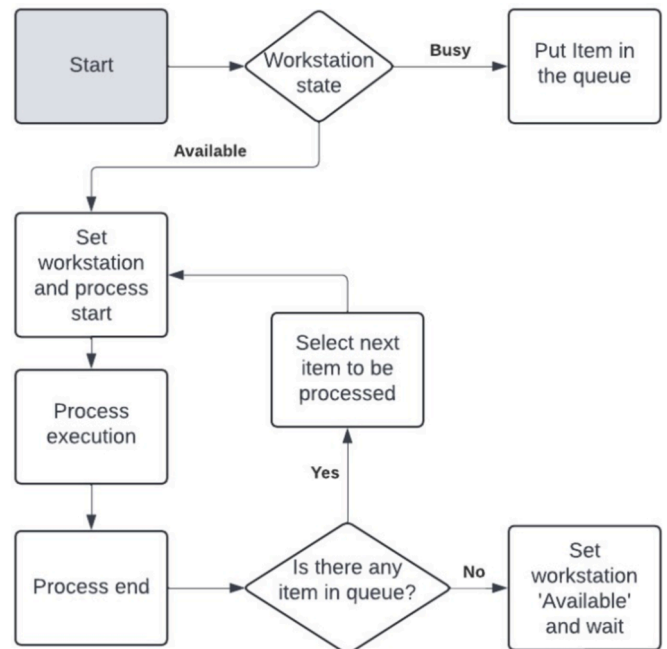 Start
Workstation
state
Busy
Put Item in
the queue
Available
Set
workstation
and process
start
Select next
item to be
processed
Process
execution
Yes
Process end
Is there any
item in queue?
No
Set
workstation
'Available'
and wait